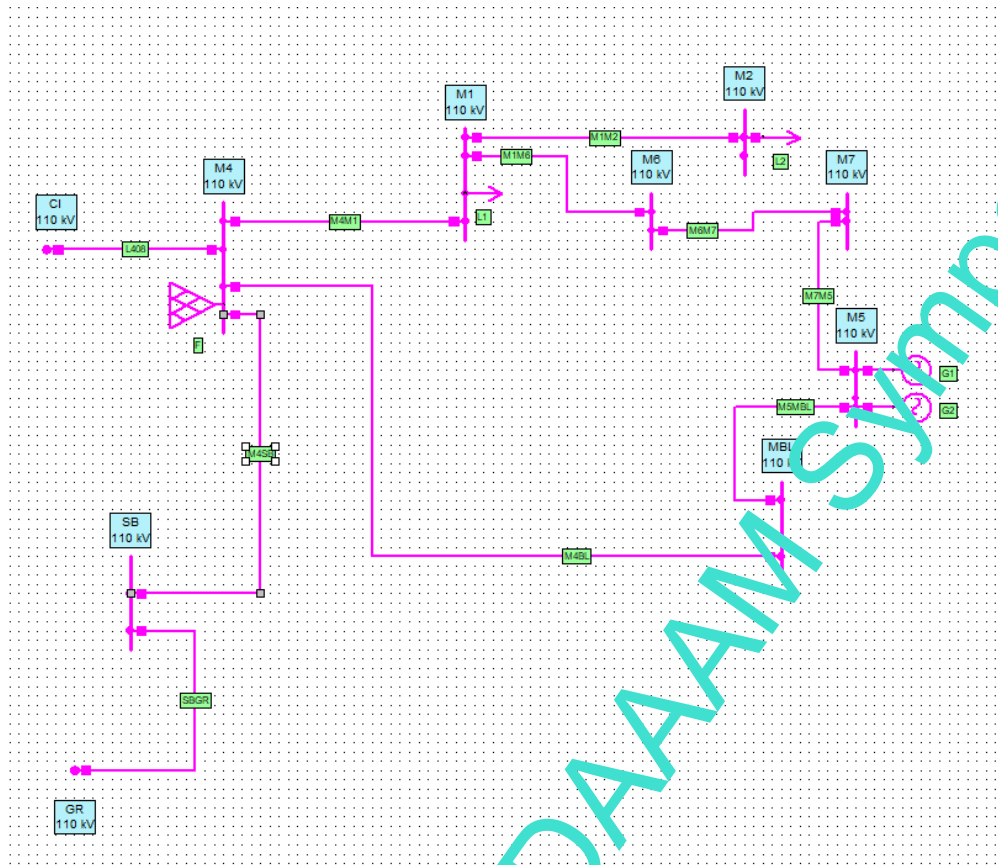 M2
110 kV
M1
110 kV
M1M2
M1M6
L2
M6
110 kV
M7
110 kV
M4
110 kV
CI
110 kV
L1
M4M1
M6M7
L408
M7M5
M5
110 kV
F
G1
G2
M5MBL
110 kV
M4SB
SB
110 kV
M4BL
SBGR
GR
110 kV
DAAAM Symp